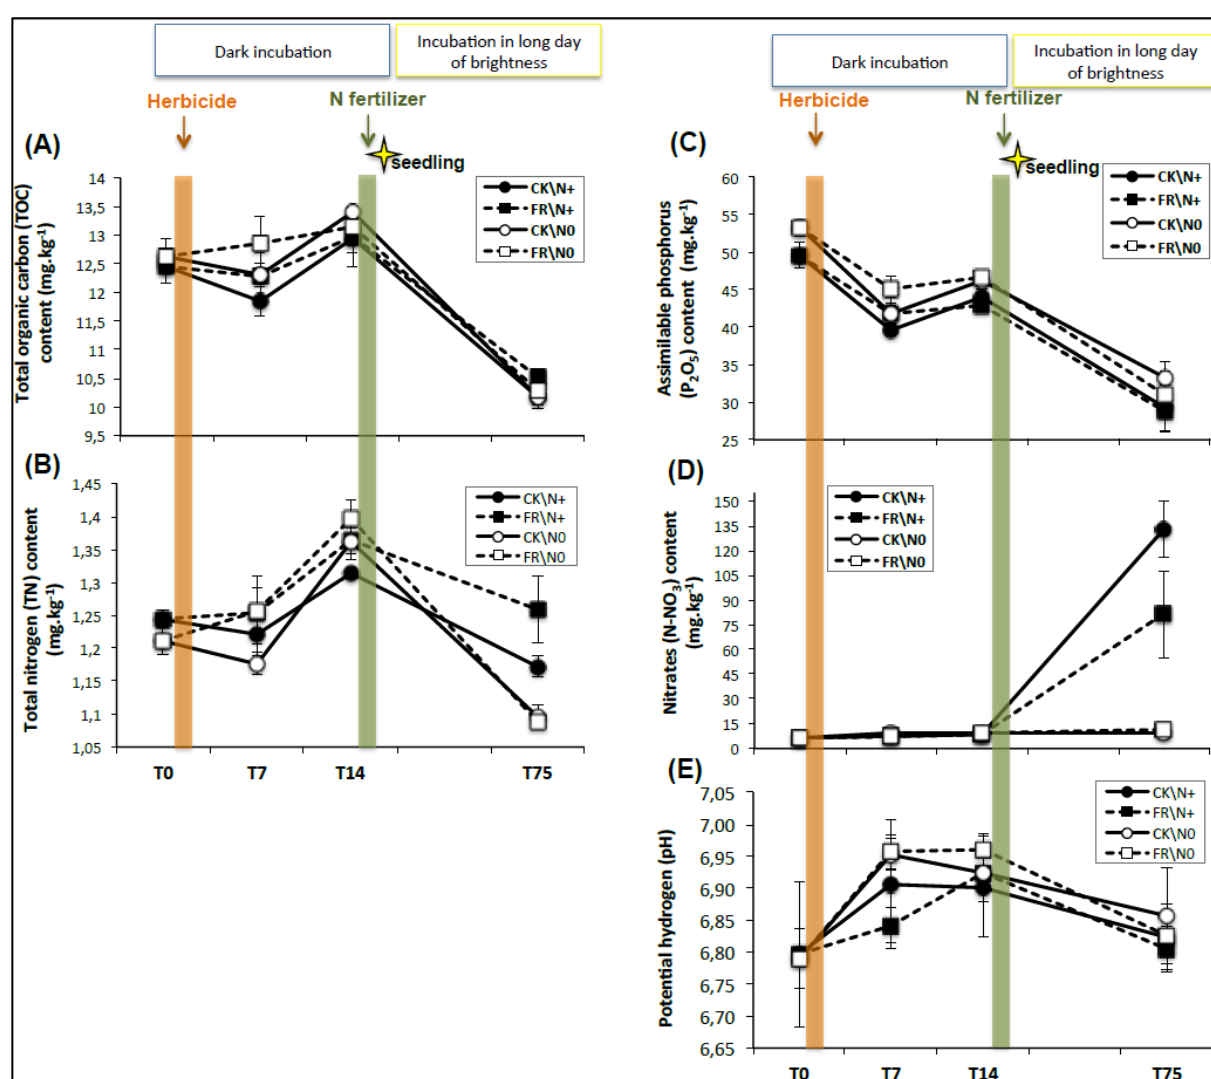 Dark incubation
Incubation in long day
of brightness
Herbicide
N fertilizer
seedling
(A)
Total organic carbon (TOC)
content (mg.kg-1)
14
13,5
13
12,5
12
11,5
11
10,5
10
9,5
CK\N+
FR\N+
CK\N0
FR\N0
(B)
Total nitrogen (TN) content
(mg.kg-1)
1,45
1,4
1,35
1,3
1,25
1,2
1,15
1,1
1,05
CK\N+
FR\N+
CK\N0
FR\N0
T0
T7
T14
T75
Dark incubation
Incubation in long day
of brightness
Herbicide
N fertilizer
seedling
(C)
Assimilable phosphorus
(P2O5) content (mg.kg-1)
60
55
50
45
40
35
30
25
CK\N+
FR\N+
CK\N0
FR\N0
(D)
Nitrates (N-NO3) content
(mg.kg-1)
150
135
120
105
90
75
60
45
30
15
0
CK\N+
FR\N+
CK\N0
FR\N0
(E)
Potential hydrogen (pH)
7,05
7,00
6,95
6,90
6,85
6,80
6,75
6,70
6,65
CK\N+
FR\N+
CK\N0
FR\N0
T0
T7
T14
T75